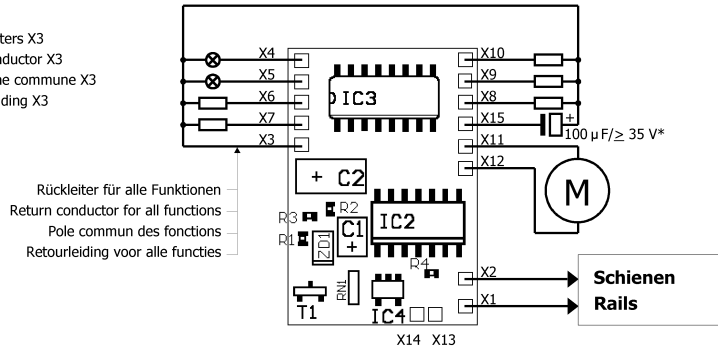 ters X3
nductor X3
ne commune X3
ding X3
X4
X5
X6
X7
X3
X10
X9
X8
X15
X11
X12
+
100 µF/≥ 35 V*
IC3
+ C2
R3
R2
R1
ZD1
C1
+
IC2
M
Rückleiter für alle Funktionen
Return conductor for all functions
Pole commun des fonctions
Retourleiding voor alle functies
R4
RN1
T1
IC4
X2
X1
Schienen
Rails
X14 X13